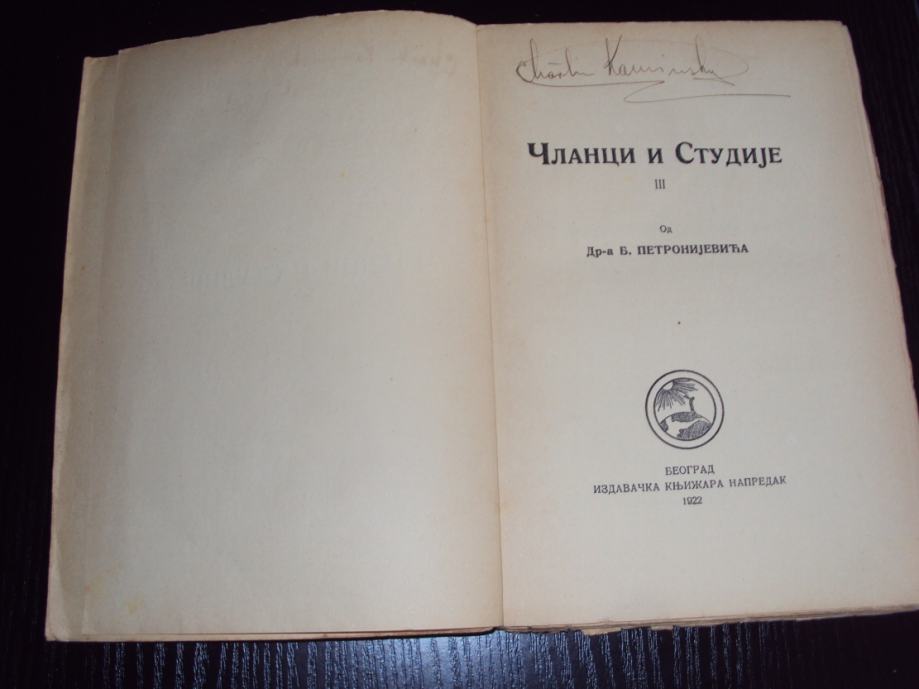 Чланци и Студије
III
Од
Др-а Б. Петронијевића
БЕОГРАД
ИЗДАВАЧКА КЊИЖАРА НАПРЕДАК
1922